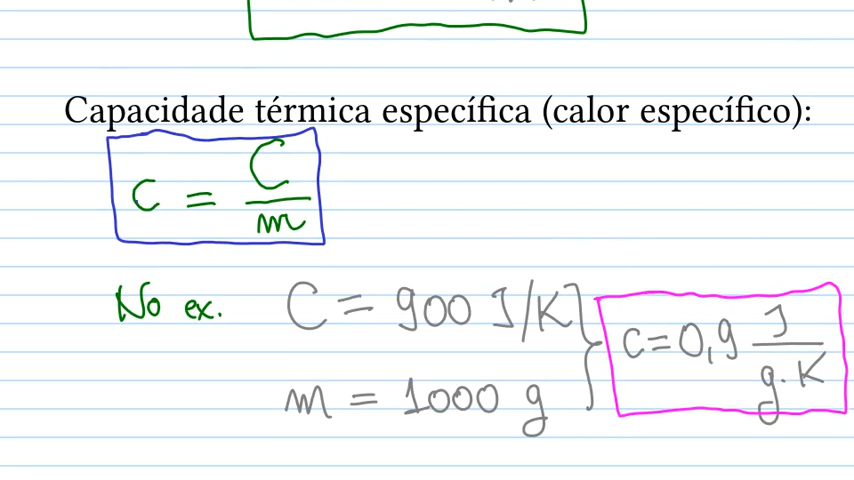 Capacidade térmica específica (calor específico):
c = C/m
No ex. C = 900 J/K
c = 0,9 J/g·K
m = 1000 g